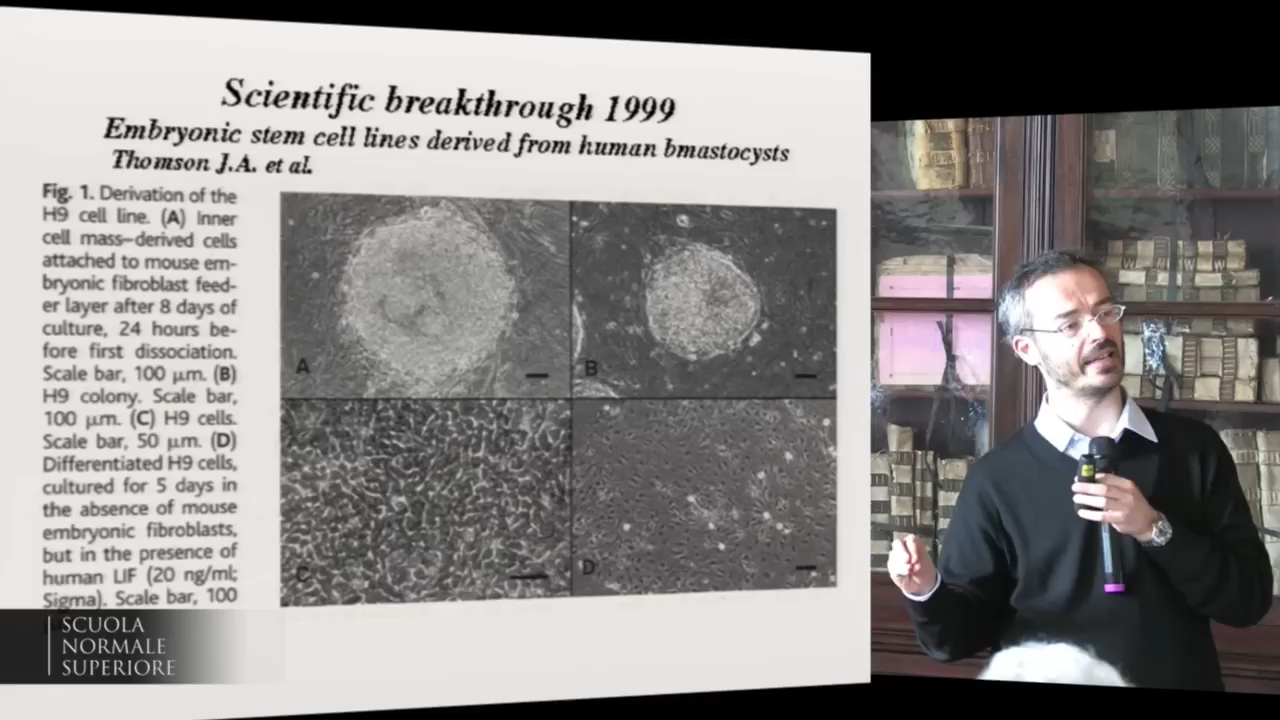 Scientific breakthrough 1999
Embryonic stem cell lines derived from human bmastocysts
Thomson J.A. et al.
Fig. 1. Derivation of the
H9 cell line. (A) Inner
cell mass–derived cells
attached to mouse em-
bryonic fibroblast feed-
er layer after 8 days of
culture, 24 hours be-
fore first dissociation.
Scale bar, 100 μm. (B)
H9 colony. Scale bar,
100 μm. (C) H9 cells.
Scale bar, 50 μm. (D)
Differentiated H9 cells,
cultured for 5 days in
the absence of mouse
embryonic fibroblasts,
but in the presence of
human LIF (20 ng/ml;
Sigma). Scale bar, 100
A
B
C
D
SCUOLA
NORMALE
SUPERIORE